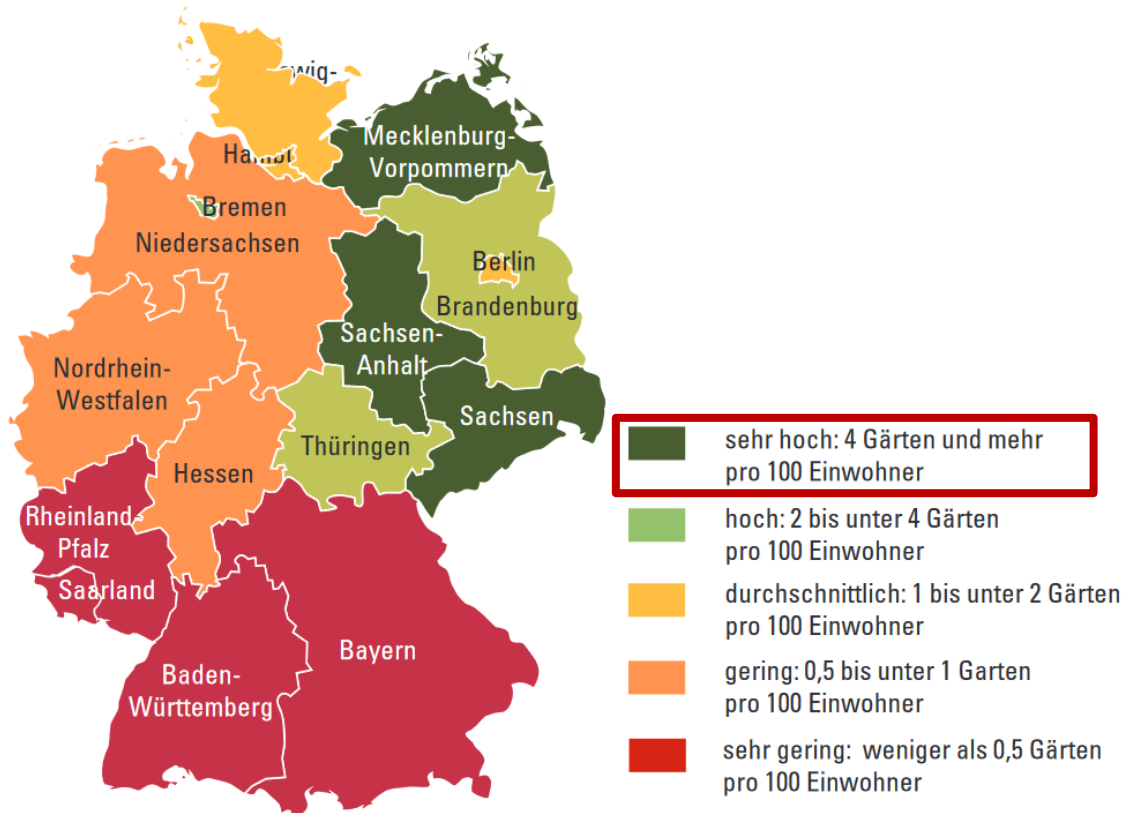 Mecklenburg-
Vorpommern
Bremen
Niedersachsen
Berlin
Brandenburg
Sachsen-
Anhalt
Nordrhein-
Westfalen
Sachsen
Thüringen
Hessen
Rheinland-
Pfalz
Saarland
Bayern
Baden-
Württemberg
sehr hoch: 4 Gärten und mehr
pro 100 Einwohner
hoch: 2 bis unter 4 Gärten
pro 100 Einwohner
durchschnittlich: 1 bis unter 2 Gärten
pro 100 Einwohner
gering: 0,5 bis unter 1 Garten
pro 100 Einwohner
sehr gering: weniger als 0,5 Gärten
pro 100 Einwohner